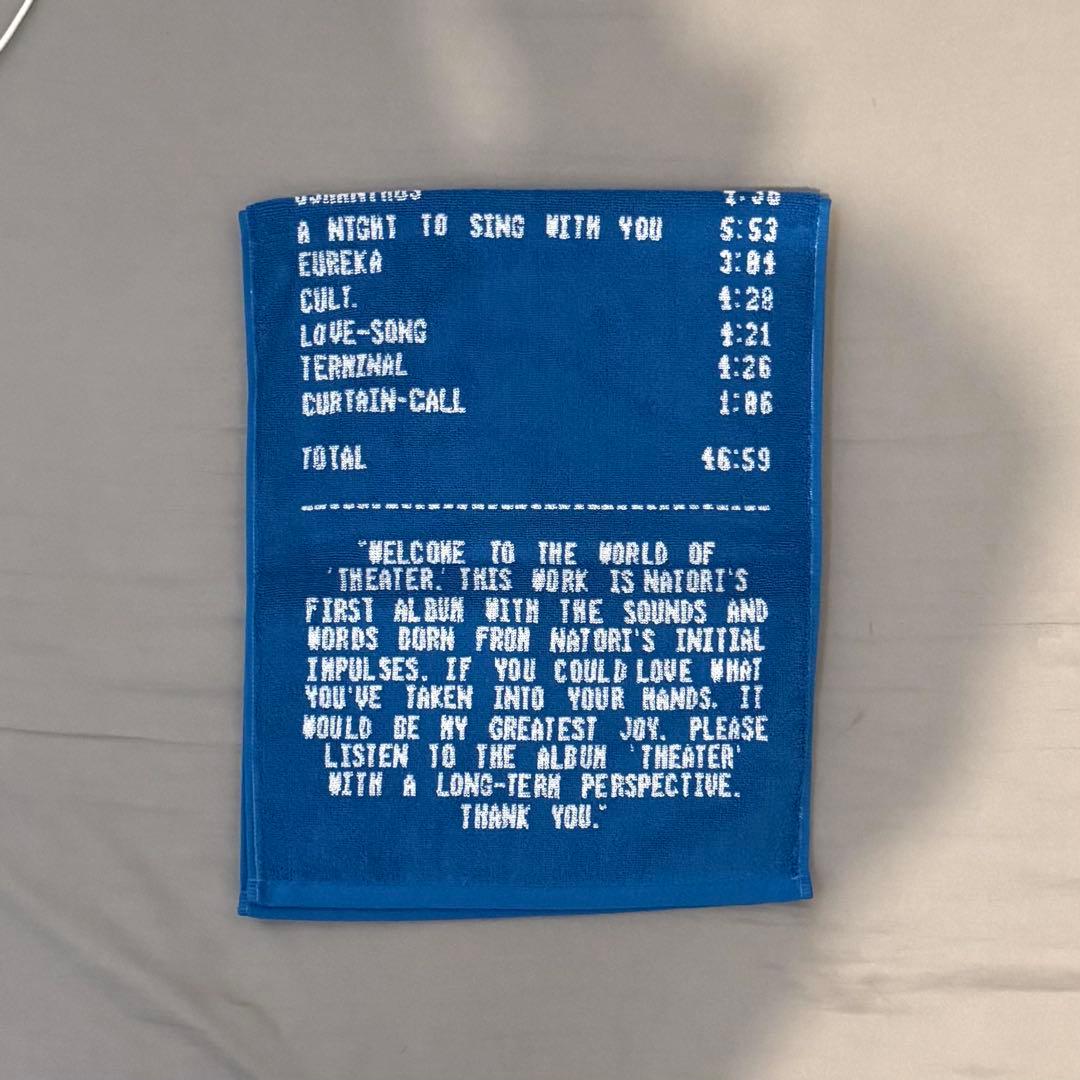 A NIGHT TO SING WITH YOU 5:53
EUREKA 3:04
CULT. 4:28
LOVE-SONG 4:21
TERMINAL 4:26
CURTAIN-CALL 1:06
TOTAL 46:59
"WELCOME TO THE WORLD OF
'THEATER.' THIS WORK IS NATORI'S
FIRST ALBUM WITH THE SOUNDS AND
WORDS BORN FROM NATORI'S INITIAL
IMPULSES. IF YOU COULD LOVE WHAT
YOU'VE TAKEN INTO YOUR HANDS. IT
WOULD BE MY GREATEST JOY. PLEASE
LISTEN TO THE ALBUM 'THEATER'
WITH A LONG-TERM PERSPECTIVE.
THANK YOU."